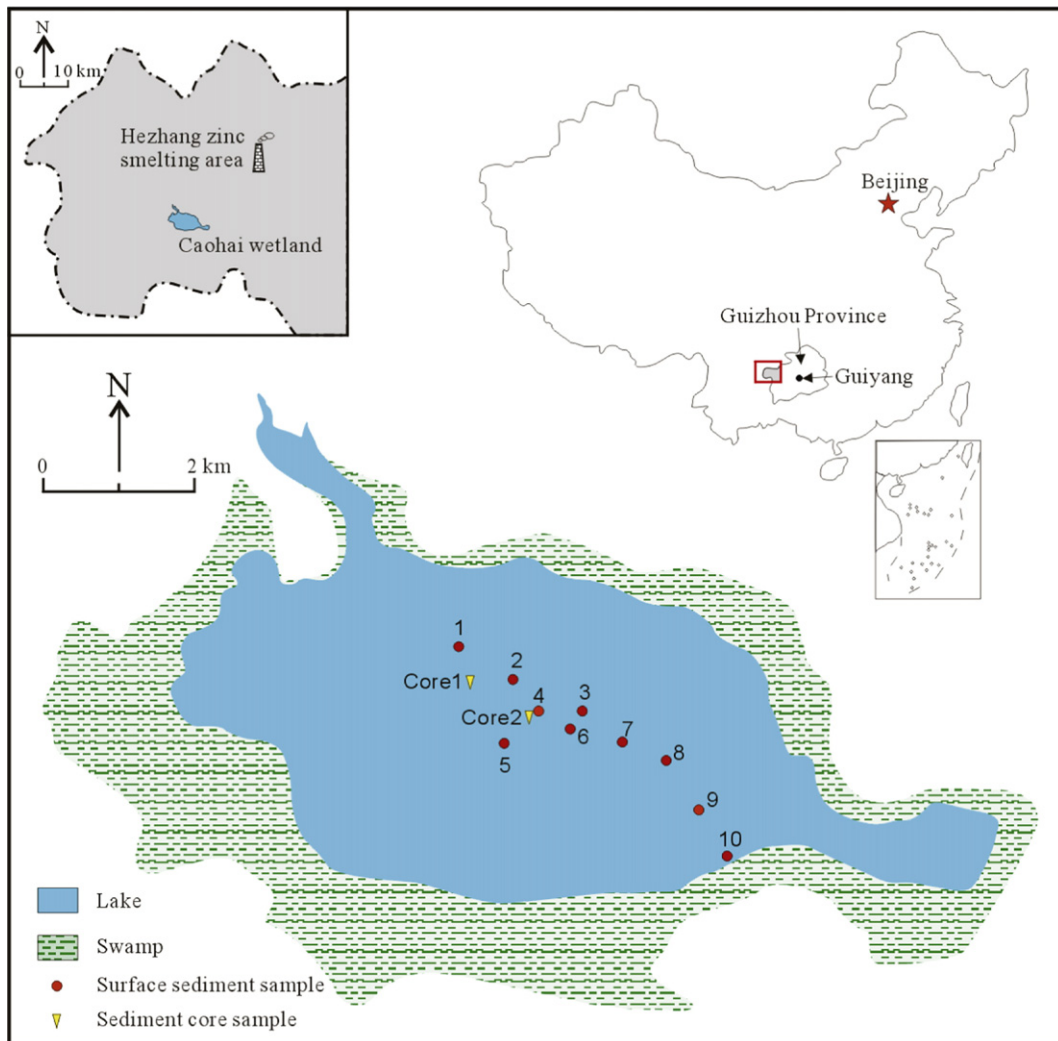 N
0 10 km
Hezhang zinc
smelting area
Caohai wetland
Beijing
Guizhou Province
Guiyang
N
0 2 km
1
2
Core1
4 3
Core2
6
7
5
8
9
10
Lake
Swamp
Surface sediment sample
Sediment core sample